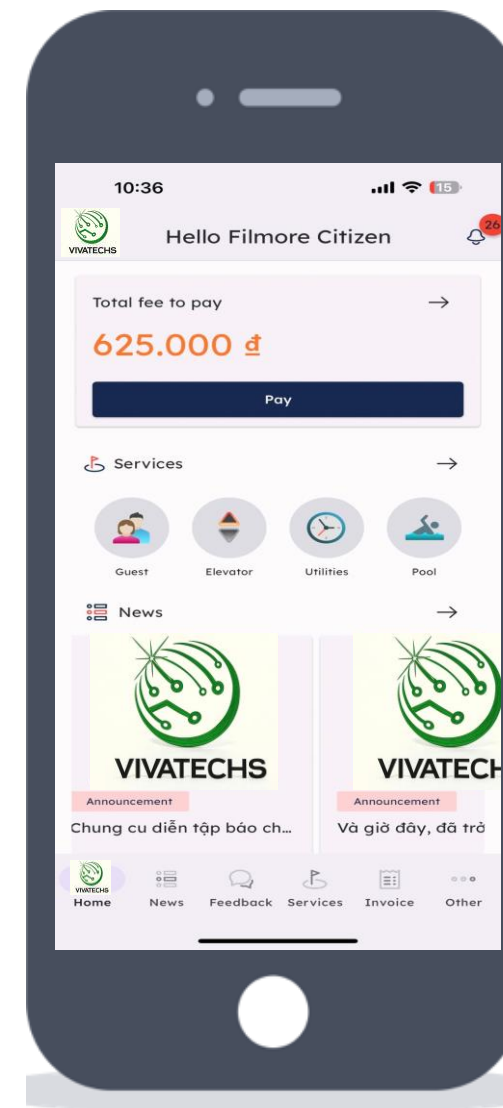 10:36
15
VIVATECHS
Hello Filmore Citizen
26
Total fee to pay
625.000 đ
Pay
Services
Guest
Elevator
Utilities
Pool
News
VIVATECHS
VIVATECH
Announcement
Announcement
Chung cu diễn tập báo ch...
Và giờ đây, đã trở
VIVATECHS
Home
News
Feedback
Services
Invoice
Other